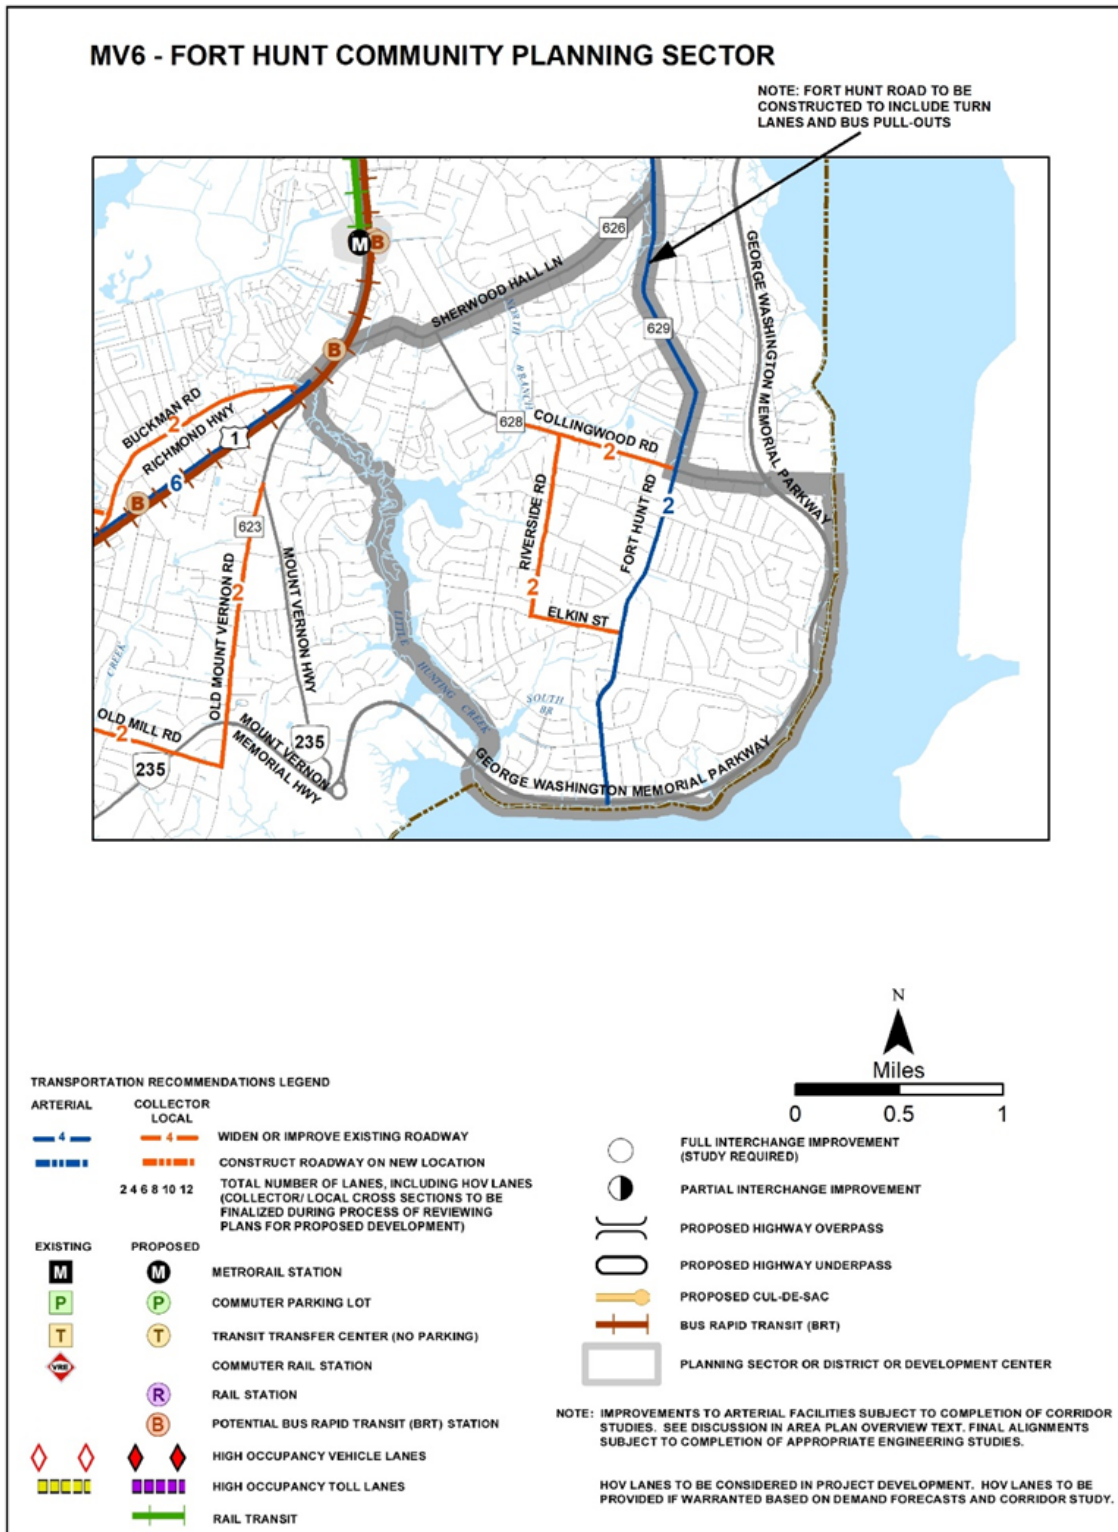 MV6 - FORT HUNT COMMUNITY PLANNING SECTOR
NOTE: FORT HUNT ROAD TO BE
CONSTRUCTED TO INCLUDE TURN
LANES AND BUS PULL-OUTS
M
B
626
SHERWOOD HALL LN
GEORGE WASHINGTON MEMORIAL PARKWAY
629
B
NORTH
BRANCH
BUCKMAN RD
2
RICHMOND HWY
1
6
B
628
COLLINGWOOD RD
2
RIVERSIDE RD
2
FORT HUNT RD
2
ELKIN ST
623
OLD MOUNT VERNON RD
2
MOUNT VERNON HWY
LITTLE
HUNTING
CREEK
CREEK
SOUTH
BR
OLD MILL RD
2
235
235
MOUNT VERNON
MEMORIAL HWY
GEORGE WASHINGTON MEMORIAL PARKWAY
N
Miles
0 0.5 1
TRANSPORTATION RECOMMENDATIONS LEGEND
ARTERIAL
COLLECTOR
LOCAL
4 4 WIDEN OR IMPROVE EXISTING ROADWAY
CONSTRUCT ROADWAY ON NEW LOCATION
2 4 6 8 10 12 TOTAL NUMBER OF LANES, INCLUDING HOV LANES
(COLLECTOR/ LOCAL CROSS SECTIONS TO BE
FINALIZED DURING PROCESS OF REVIEWING
PLANS FOR PROPOSED DEVELOPMENT)
EXISTING PROPOSED
M M METRORAIL STATION
P P COMMUTER PARKING LOT
T T TRANSIT TRANSFER CENTER (NO PARKING)
VRE COMMUTER RAIL STATION
R RAIL STATION
B POTENTIAL BUS RAPID TRANSIT (BRT) STATION
HIGH OCCUPANCY VEHICLE LANES
HIGH OCCUPANCY TOLL LANES
RAIL TRANSIT
FULL INTERCHANGE IMPROVEMENT
(STUDY REQUIRED)
PARTIAL INTERCHANGE IMPROVEMENT
PROPOSED HIGHWAY OVERPASS
PROPOSED HIGHWAY UNDERPASS
PROPOSED CUL-DE-SAC
BUS RAPID TRANSIT (BRT)
PLANNING SECTOR OR DISTRICT OR DEVELOPMENT CENTER
NOTE: IMPROVEMENTS TO ARTERIAL FACILITIES SUBJECT TO COMPLETION OF CORRIDOR
STUDIES. SEE DISCUSSION IN AREA PLAN OVERVIEW TEXT. FINAL ALIGNMENTS
SUBJECT TO COMPLETION OF APPROPRIATE ENGINEERING STUDIES.
HOV LANES TO BE CONSIDERED IN PROJECT DEVELOPMENT. HOV LANES TO BE
PROVIDED IF WARRANTED BASED ON DEMAND FORECASTS AND CORRIDOR STUDY.